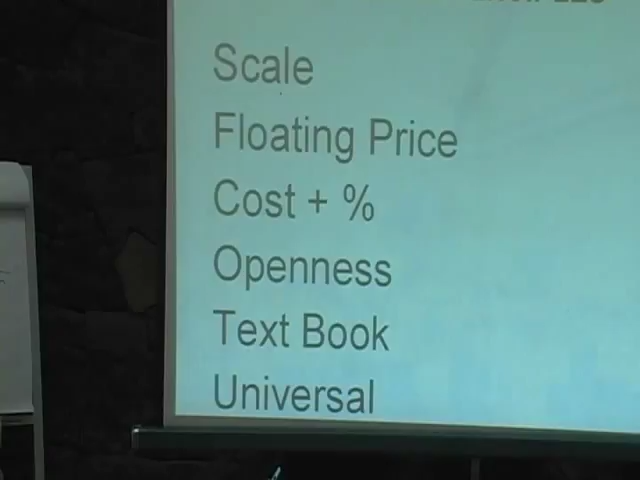 Scale
Floating Price
Cost + %
Openness
Text Book
Universal